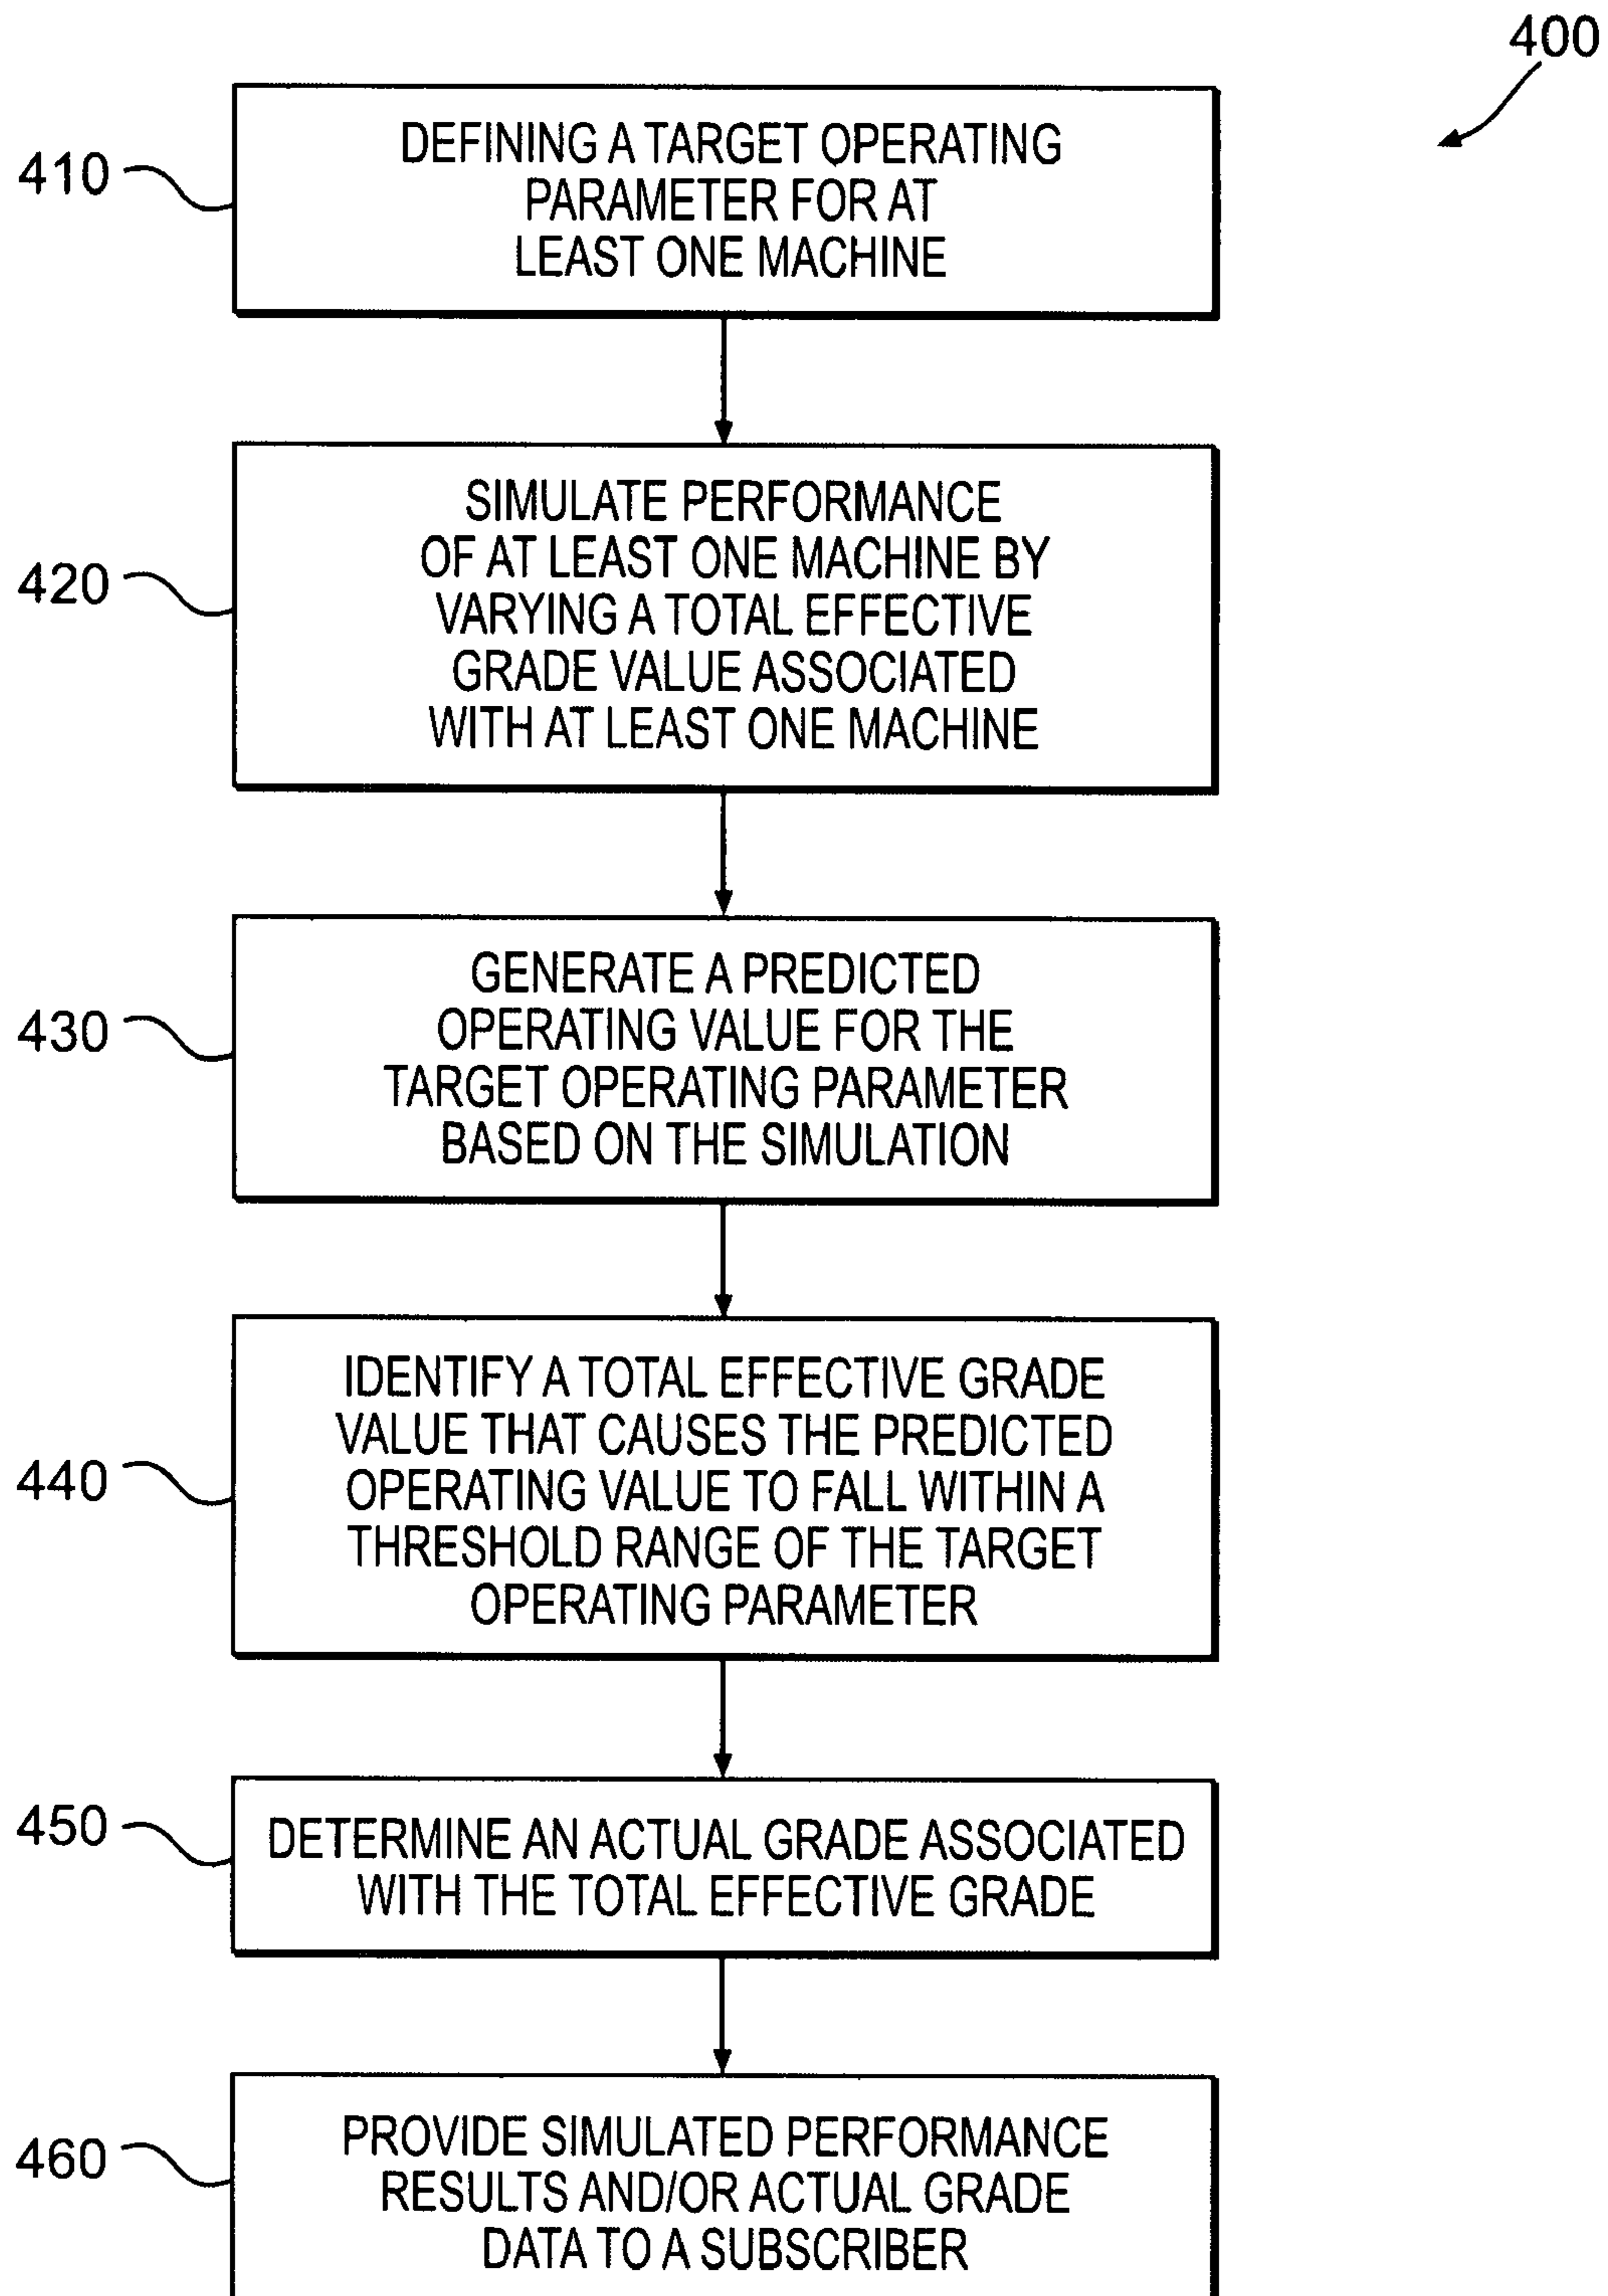 400
410
DEFINING A TARGET OPERATING
PARAMETER FOR AT
LEAST ONE MACHINE
420
SIMULATE PERFORMANCE
OF AT LEAST ONE MACHINE BY
VARYING A TOTAL EFFECTIVE
GRADE VALUE ASSOCIATED
WITH AT LEAST ONE MACHINE
430
GENERATE A PREDICTED
OPERATING VALUE FOR THE
TARGET OPERATING PARAMETER
BASED ON THE SIMULATION
440
IDENTIFY A TOTAL EFFECTIVE GRADE
VALUE THAT CAUSES THE PREDICTED
OPERATING VALUE TO FALL WITHIN A
THRESHOLD RANGE OF THE TARGET
OPERATING PARAMETER
450
DETERMINE AN ACTUAL GRADE ASSOCIATED
WITH THE TOTAL EFFECTIVE GRADE
460
PROVIDE SIMULATED PERFORMANCE
RESULTS AND/OR ACTUAL GRADE
DATA TO A SUBSCRIBER